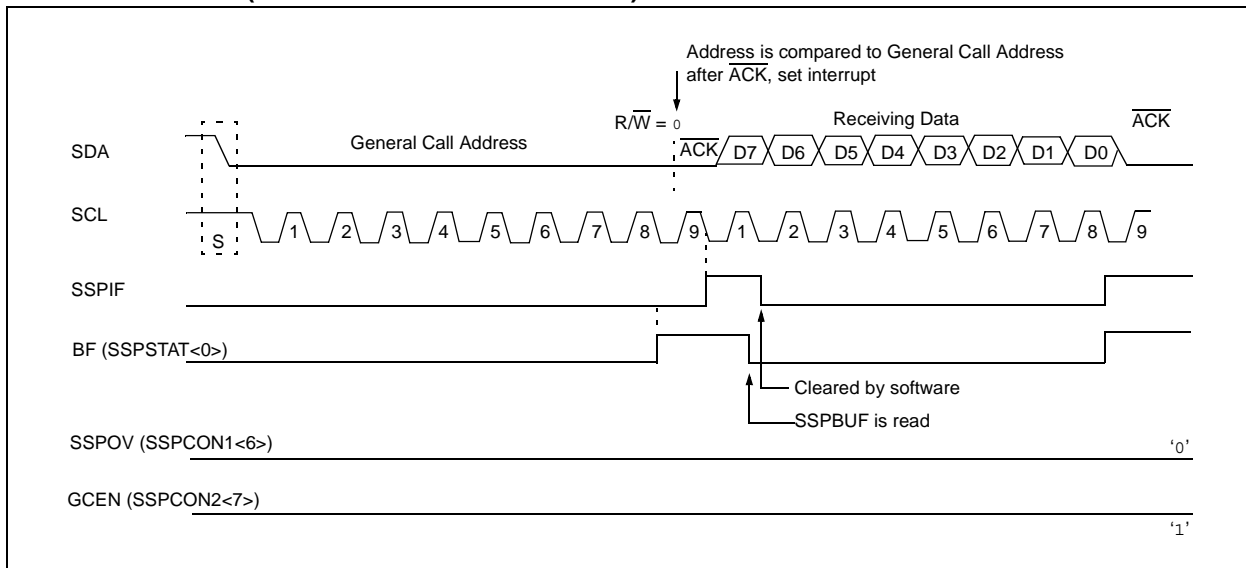 Address is compared to General Call Address
after ACK, set interrupt
R/W = 0
Receiving Data
ACK
SDA
General Call Address
ACK
D7 D6 D5 D4 D3 D2 D1 D0
SCL
S
1 2 3 4 5 6 7 8 9 1 2 3 4 5 6 7 8 9
SSPIF
BF (SSPSTAT<0>)
Cleared by software
SSPBUF is read
SSPOV (SSPCON1<6>)
‘0’
GCEN (SSPCON2<7>)
‘1’